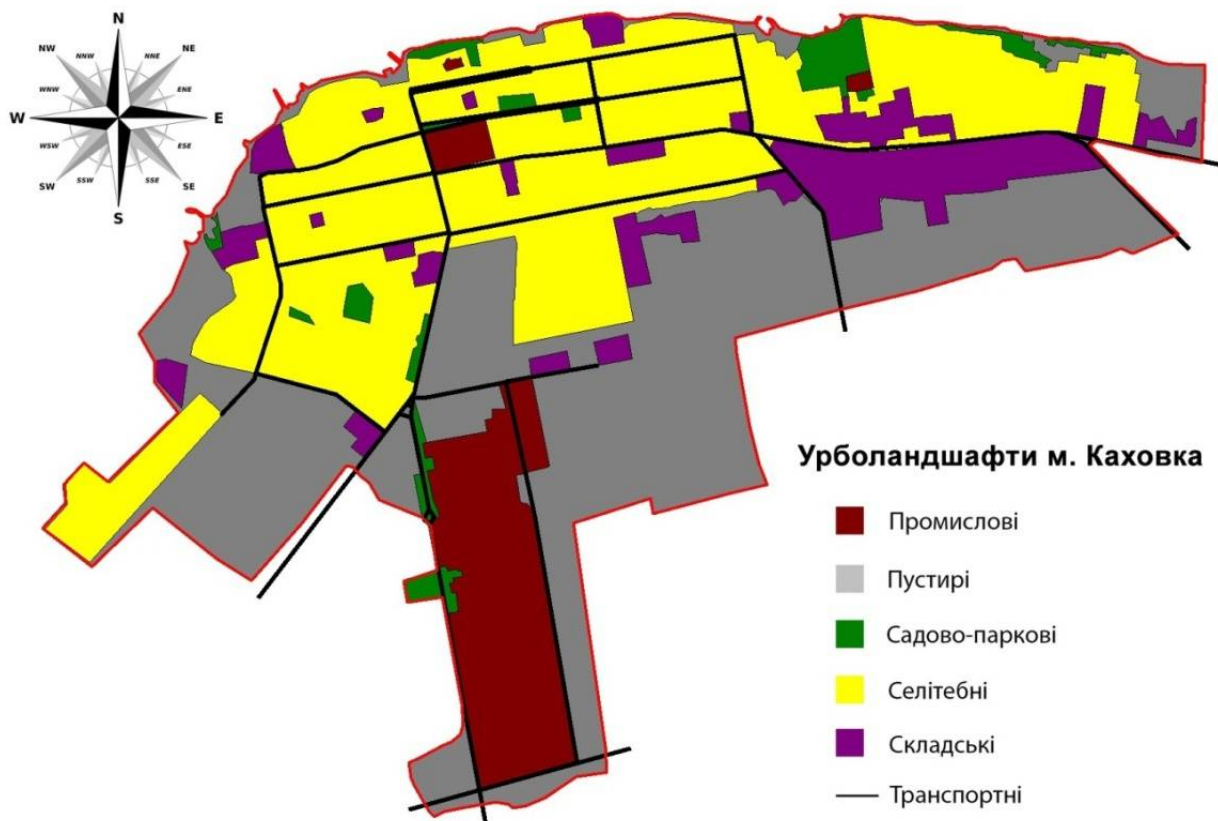 N
NNW
NNE
NW
NE
WNW
ENE
W
E
WSW
ESE
SW
SE
SSW
SSE
S
Урболандшафти м. Каховка
Промислові
Пустирі
Садово-паркові
Селітебні
Складські
Транспортні